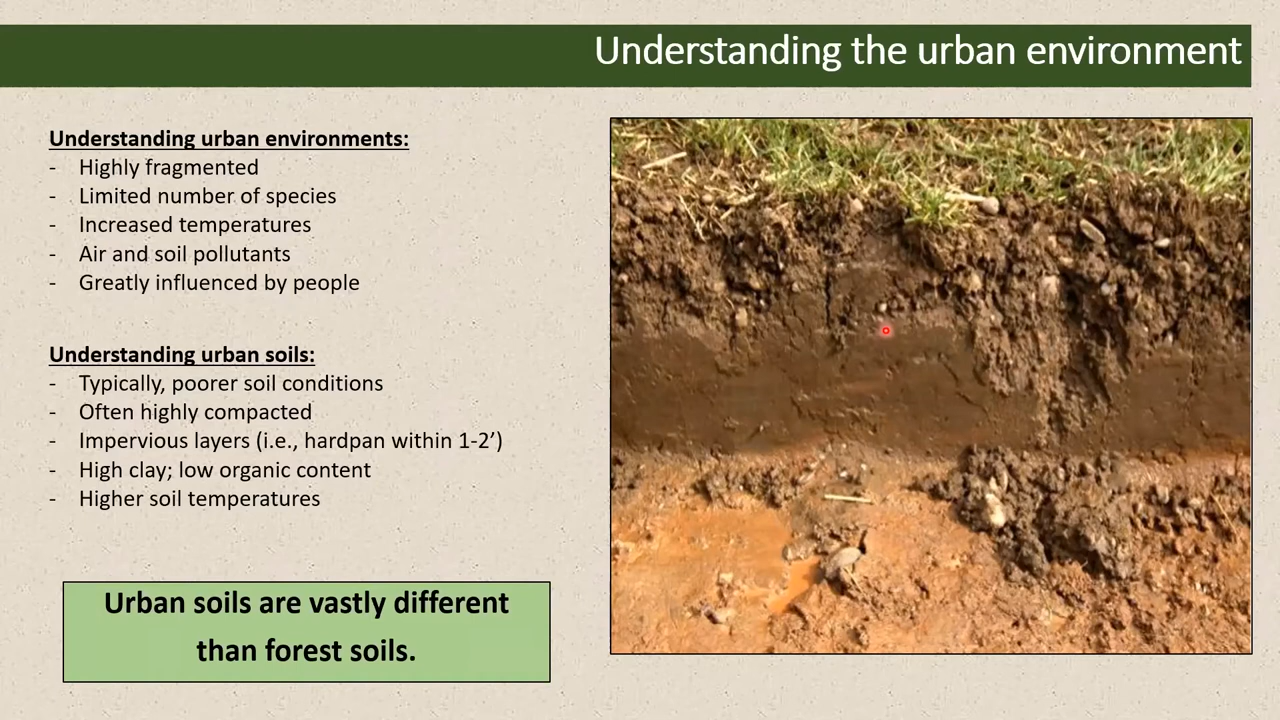 Understanding the urban environment
Understanding urban environments:
- Highly fragmented
- Limited number of species
- Increased temperatures
- Air and soil pollutants
- Greatly influenced by people
Understanding urban soils:
- Typically, poorer soil conditions
- Often highly compacted
- Impervious layers (i.e., hardpan within 1-2’)
- High clay; low organic content
- Higher soil temperatures
Urban soils are vastly different
than forest soils.